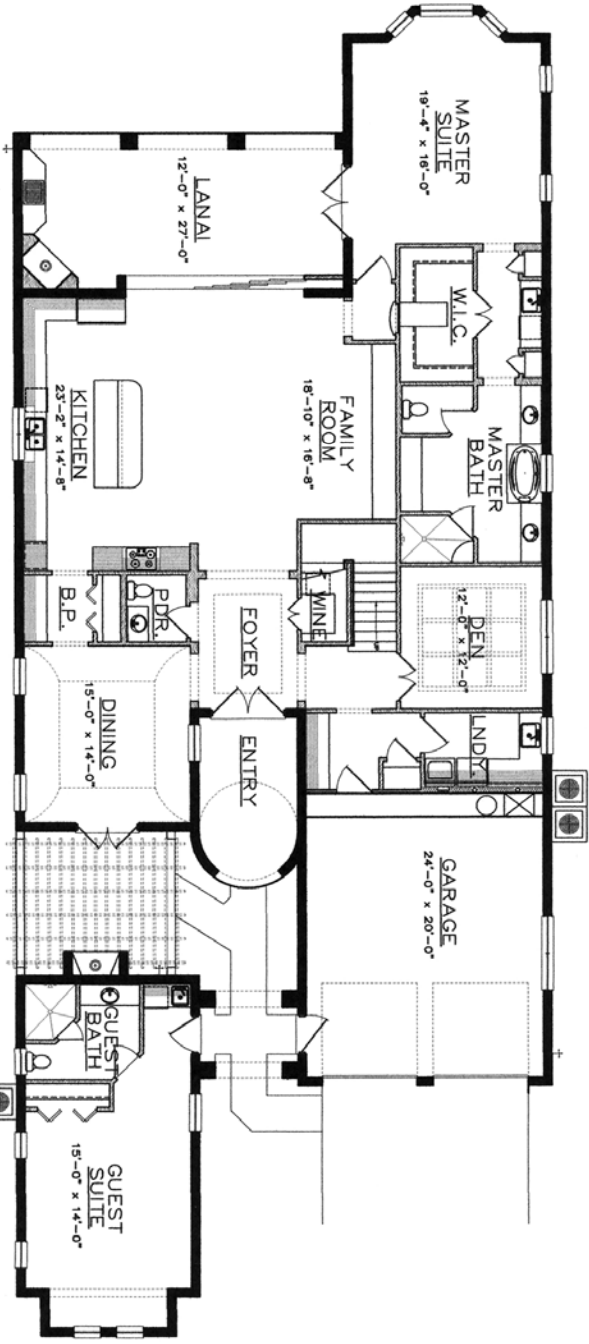 MASTER
SUITE
19'-4" x 16'-0"
LANAI
12'-0" x 27'-0"
W.I.C.
MASTER
BATH
FAMILY
ROOM
18'-10" x 16'-8"
KITCHEN
23'-2" x 14'-8"
WINE
DEN
12'-0" x 12'-0"
B.P.
PDR.
FOYER
DINING
15'-0" x 14'-0"
ENTRY
LNDY
GARAGE
24'-0" x 20'-0"
GUEST
BATH
GUEST
SUITE
15'-0" x 14'-0"